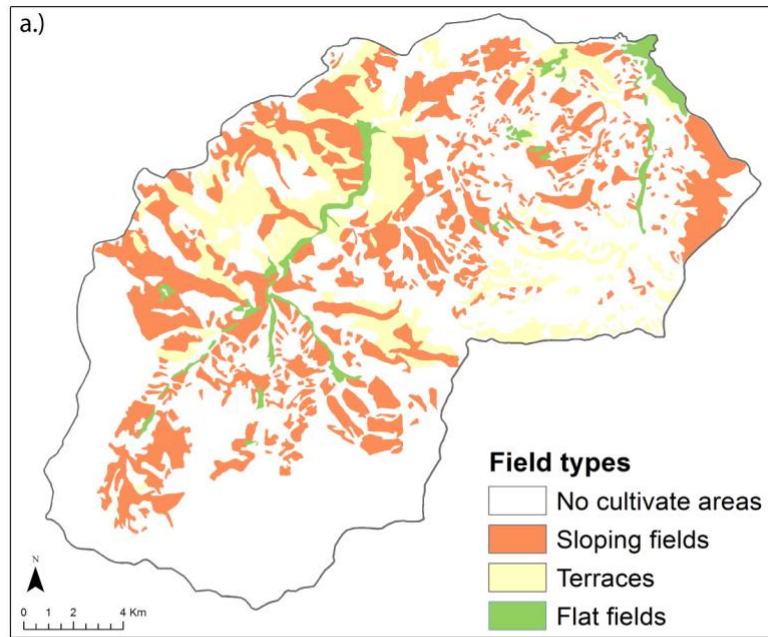 a.)
Field types
No cultivate areas
Sloping fields
Terraces
Flat fields
N
0 1 2 4 Km